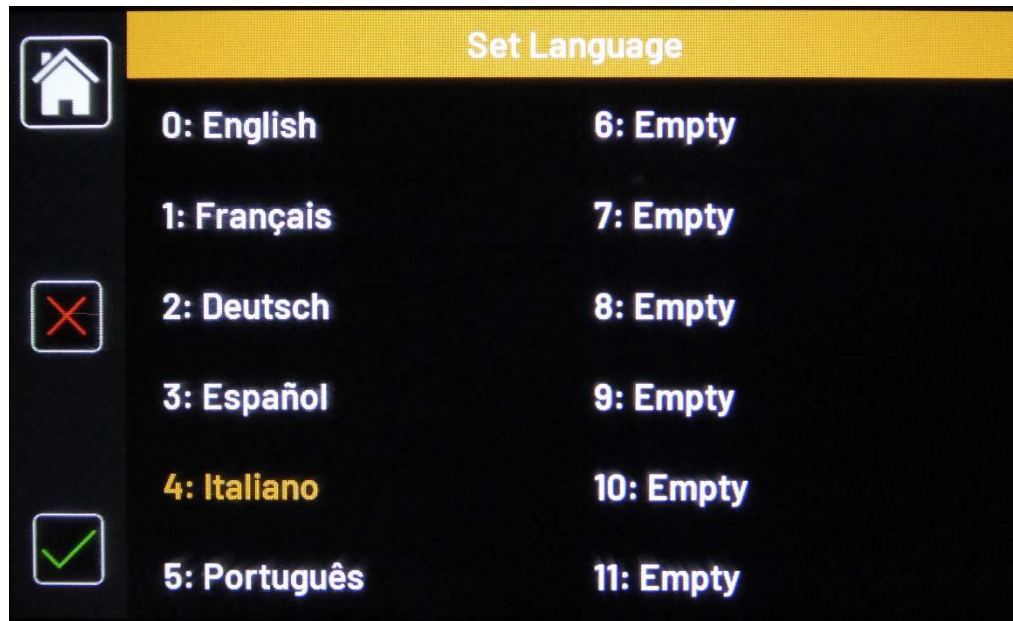 Set Language
0: English
1: Français
2: Deutsch
3: Español
4: Italiano
5: Português
6: Empty
7: Empty
8: Empty
9: Empty
10: Empty
11: Empty